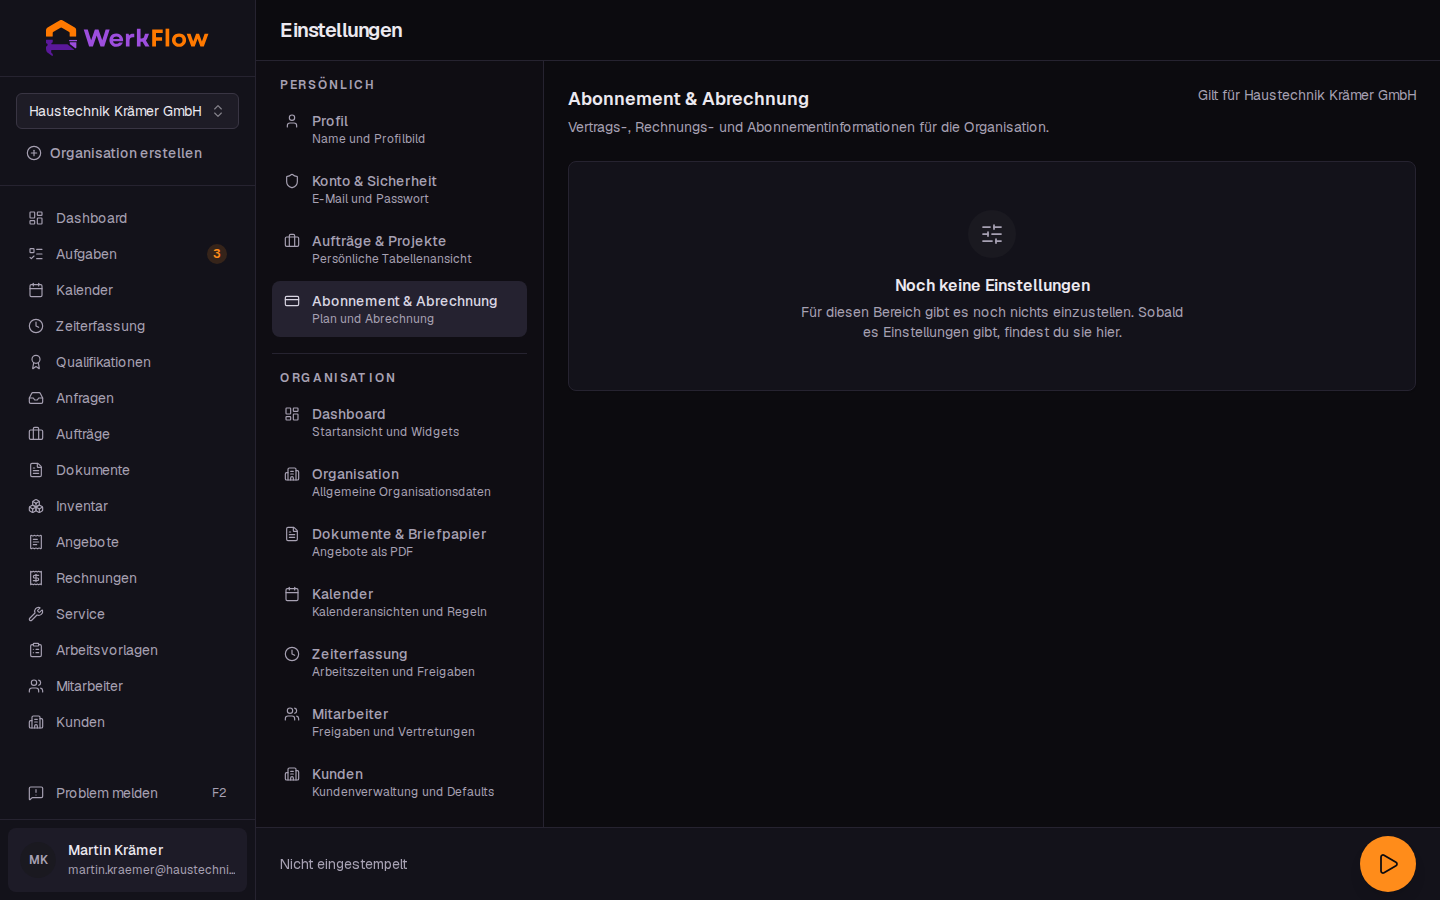 WerkFlow
Haustechnik Krämer GmbH
Organisation erstellen
Dashboard
Aufgaben 3
Kalender
Zeiterfassung
Qualifikationen
Anfragen
Aufträge
Dokumente
Inventar
Angebote
Rechnungen
Service
Arbeitsvorlagen
Mitarbeiter
Kunden
Problem melden F2
MK
Martin Krämer
martin.kraemer@haustechni...
Einstellungen
PERSÖNLICH
Profil
Name und Profilbild
Konto & Sicherheit
E-Mail und Passwort
Aufträge & Projekte
Persönliche Tabellenansicht
Abonnement & Abrechnung
Plan und Abrechnung
ORGANISATION
Dashboard
Startansicht und Widgets
Organisation
Allgemeine Organisationsdaten
Dokumente & Briefpapier
Angebote als PDF
Kalender
Kalenderansichten und Regeln
Zeiterfassung
Arbeitszeiten und Freigaben
Mitarbeiter
Freigaben und Vertretungen
Kunden
Kundenverwaltung und Defaults
Abonnement & Abrechnung
Gilt für Haustechnik Krämer GmbH
Vertrags-, Rechnungs- und Abonnementinformationen für die Organisation.
Noch keine Einstellungen
Für diesen Bereich gibt es noch nichts einzustellen. Sobald
es Einstellungen gibt, findest du sie hier.
Nicht eingestempelt